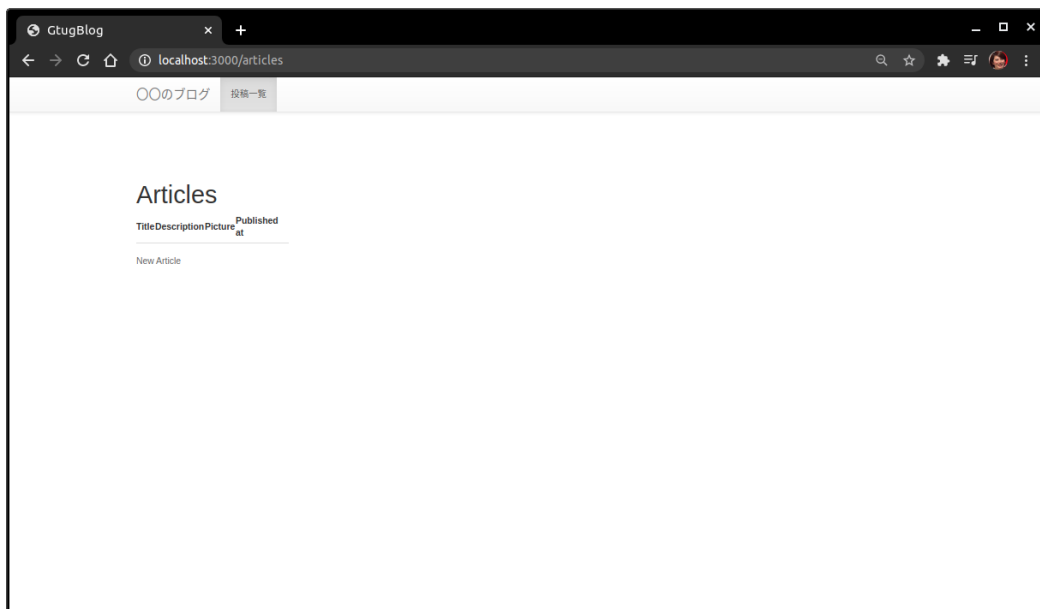 GtugBlog
localhost:3000/articles
〇〇のブログ 投稿一覧
Articles
Title Description Picture Published at
New Article